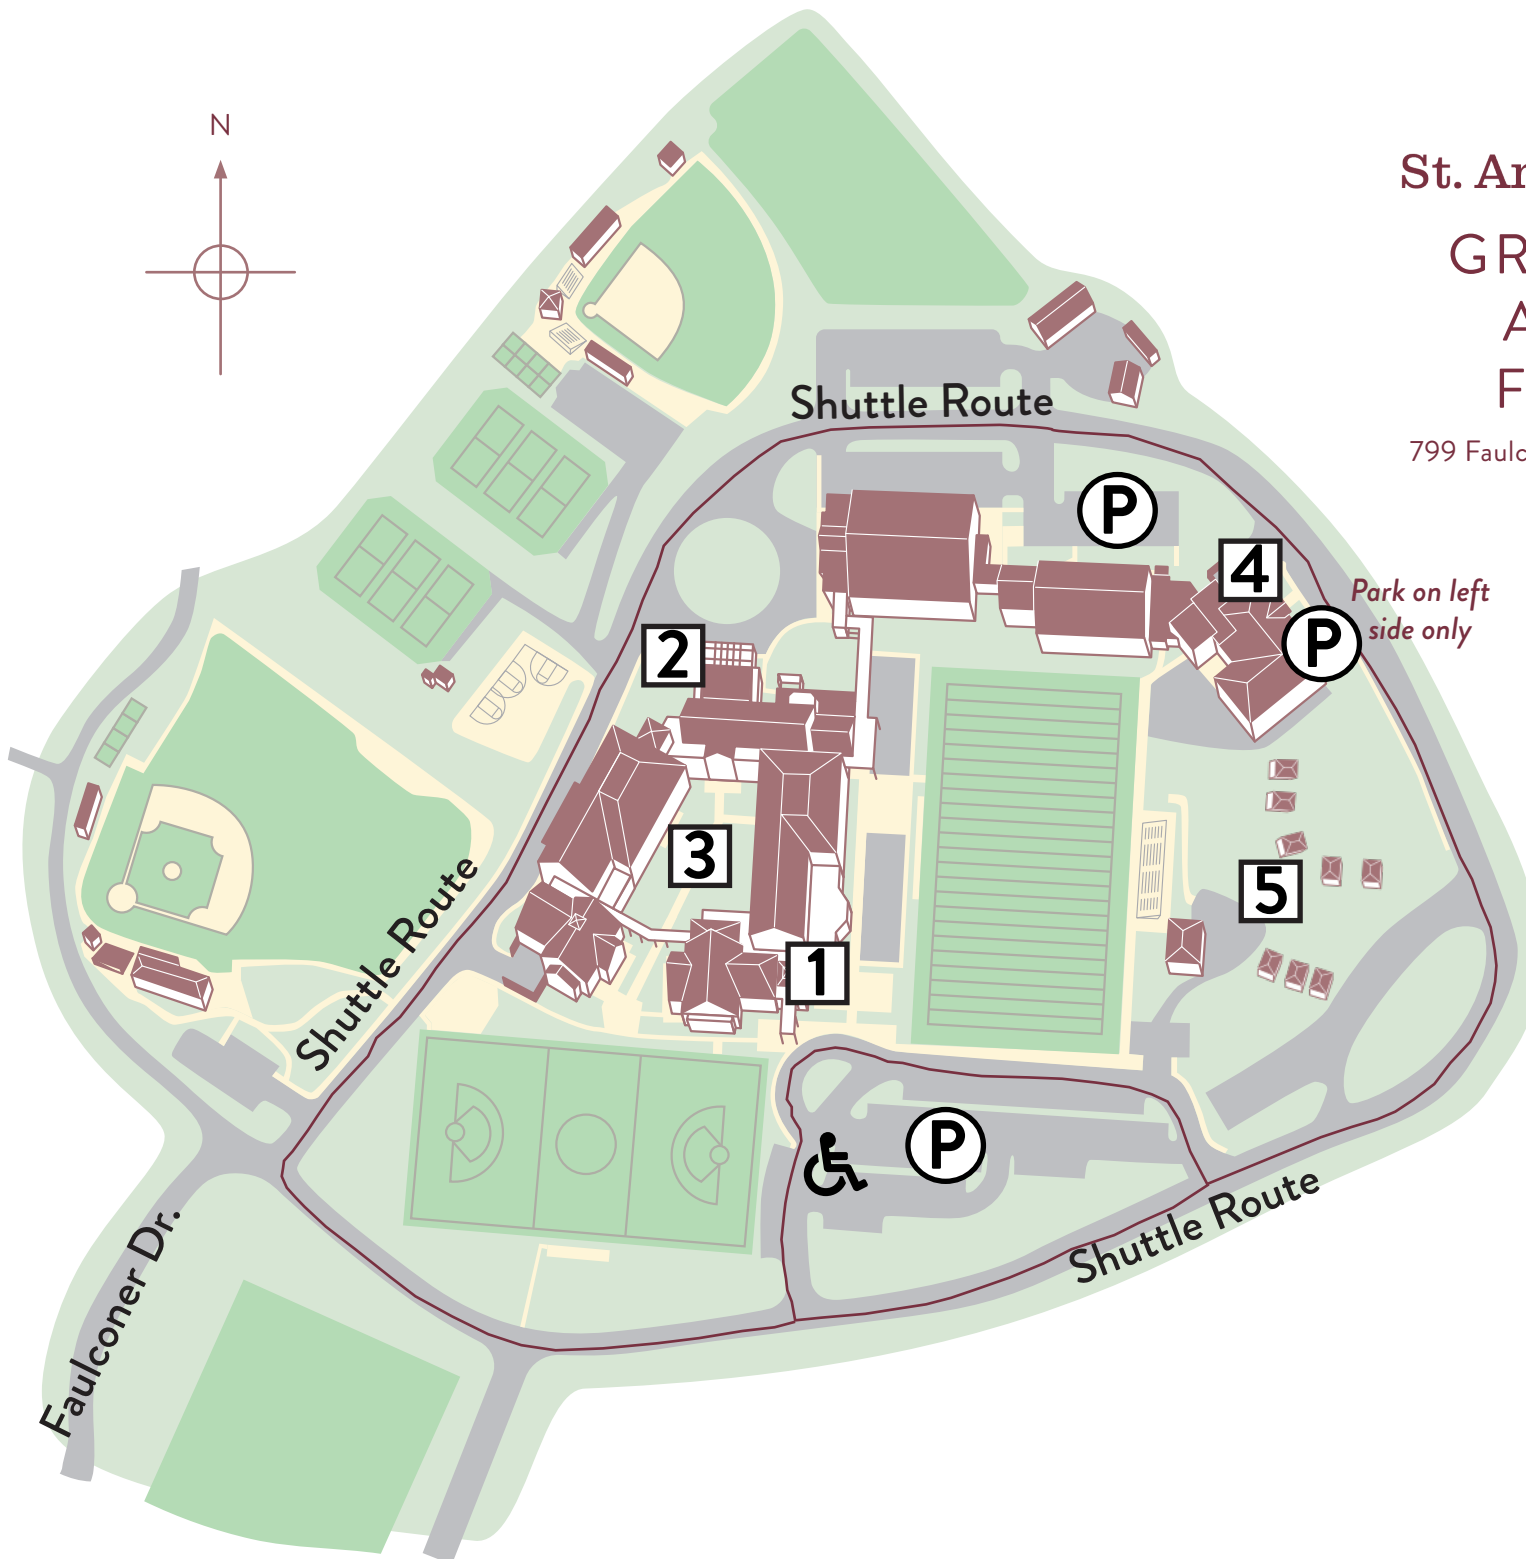 N
St. An
GR
A
F
799 Faulc
Shuttle Route
P
4
Park on left
side only
P
2
3
5
1
Shuttle Route
P
Shuttle Route
Faulconer Dr.